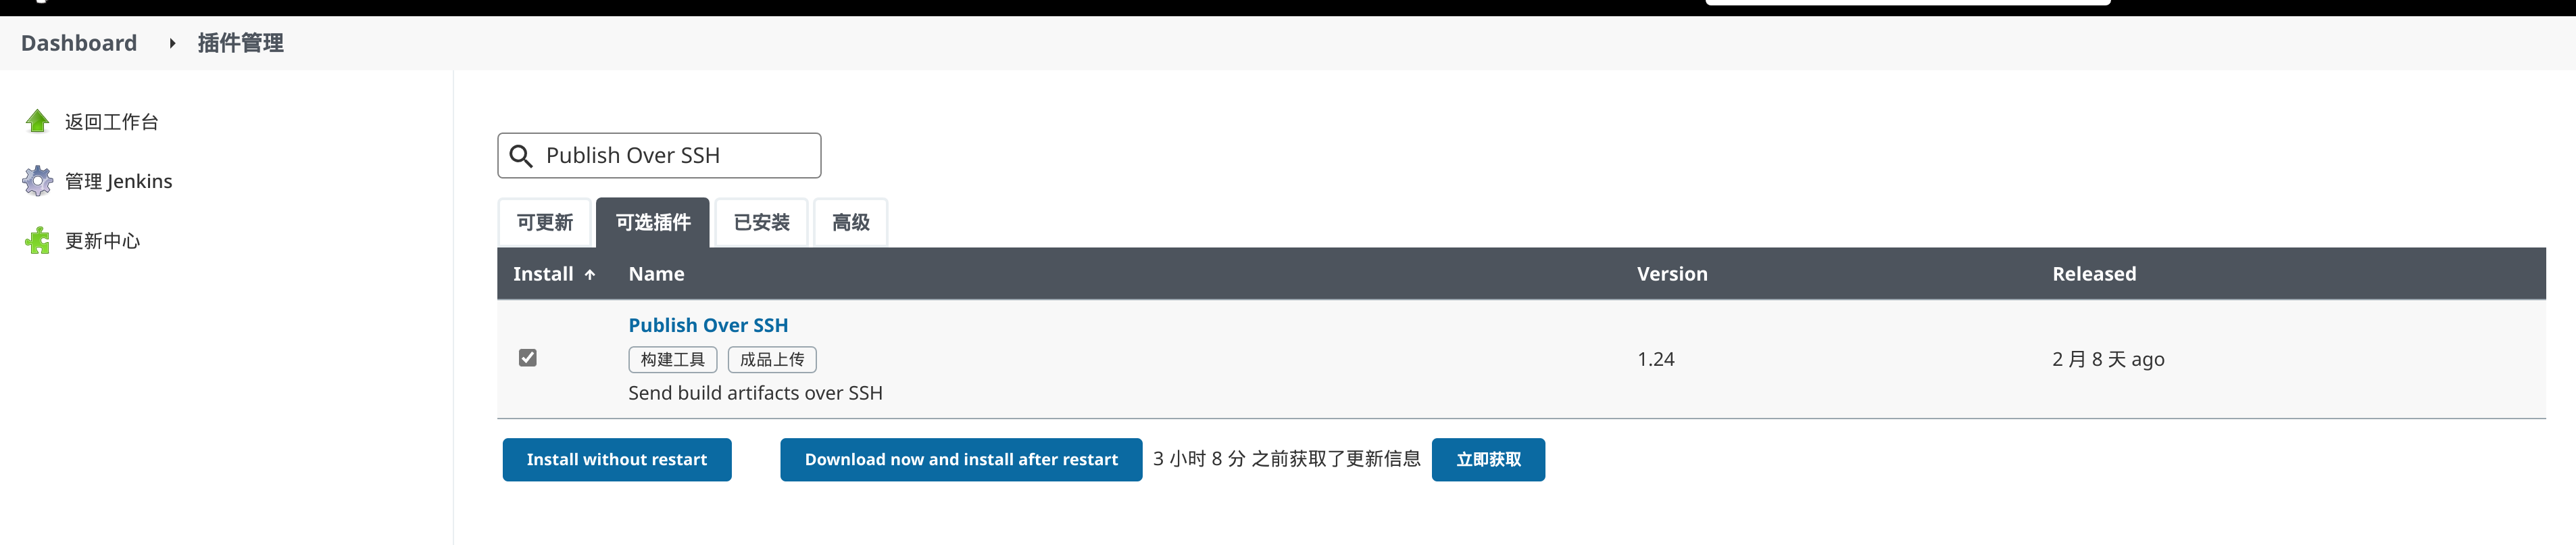 Dashboard 插件管理
返回工作台
管理 Jenkins
更新中心
Publish Over SSH
可更新 可选插件 已安装 高级
Install ↑ Name Version Released
Publish Over SSH
构建工具 成品上传
1.24 2 月 8 天 ago
Send build artifacts over SSH
Install without restart Download now and install after restart 3 小时 8 分 之前获取了更新信息 立即获取